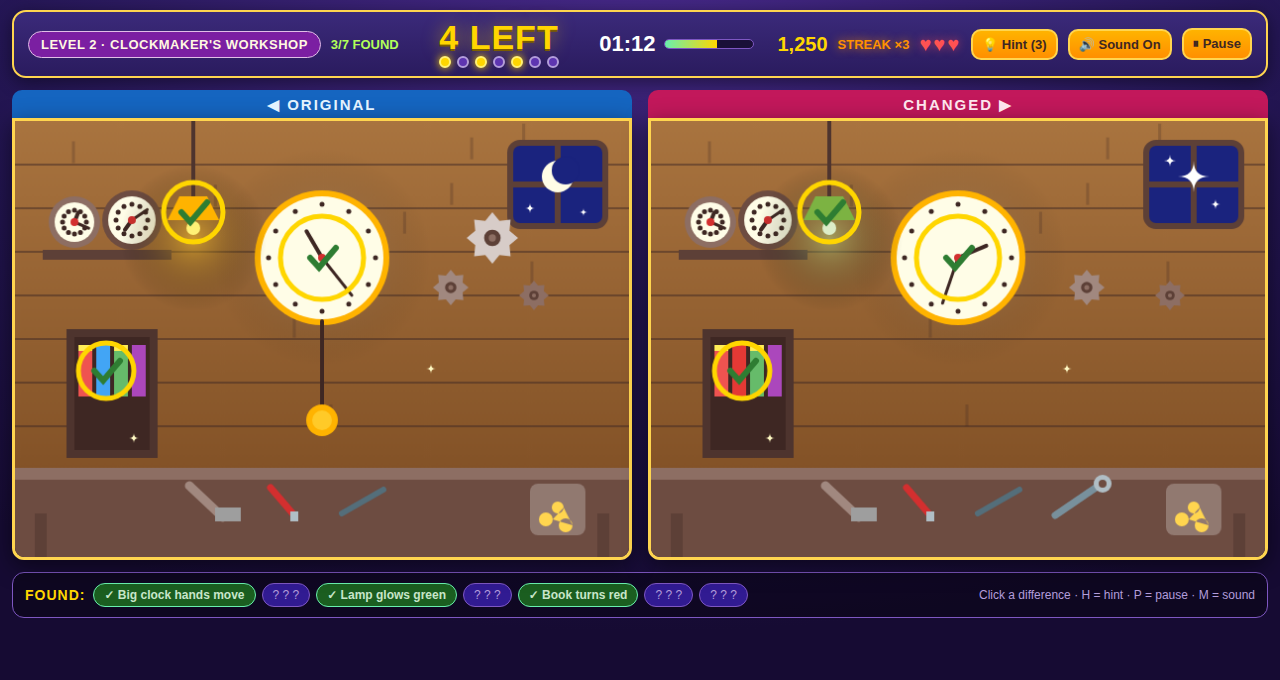 LEVEL 2 · CLOCKMAKER'S WORKSHOP
3/7 FOUND
4 LEFT
01:12
1,250
STREAK ×3
♥♥♥
💡 Hint (3)
🔊 Sound On
⏸ Pause
◀ ORIGINAL
CHANGED ▶
FOUND:
✓ Big clock hands move
? ? ?
✓ Lamp glows green
? ? ?
✓ Book turns red
? ? ?
? ? ?
Click a difference · H = hint · P = pause · M = sound